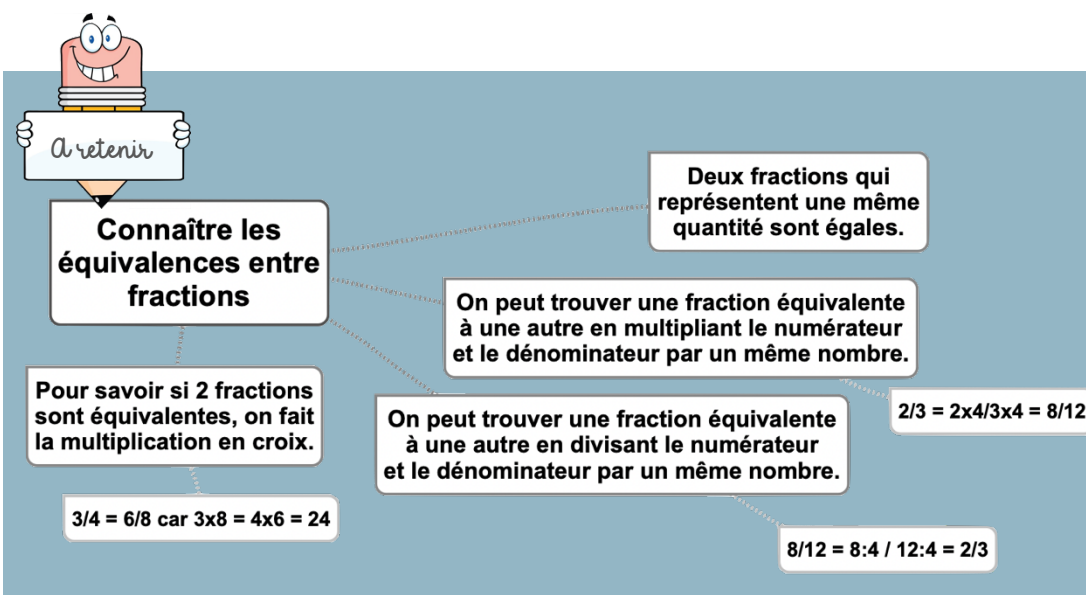 A retenir
Connaître les
équivalences entre
fractions
Deux fractions qui
représentent une même
quantité sont égales.
On peut trouver une fraction équivalente
à une autre en multipliant le numérateur
et le dénominateur par un même nombre.
2/3 = 2x4/3x4 = 8/12
On peut trouver une fraction équivalente
à une autre en divisant le numérateur
et le dénominateur par un même nombre.
8/12 = 8:4 / 12:4 = 2/3
Pour savoir si 2 fractions
sont équivalentes, on fait
la multiplication en croix.
3/4 = 6/8 car 3x8 = 4x6 = 24